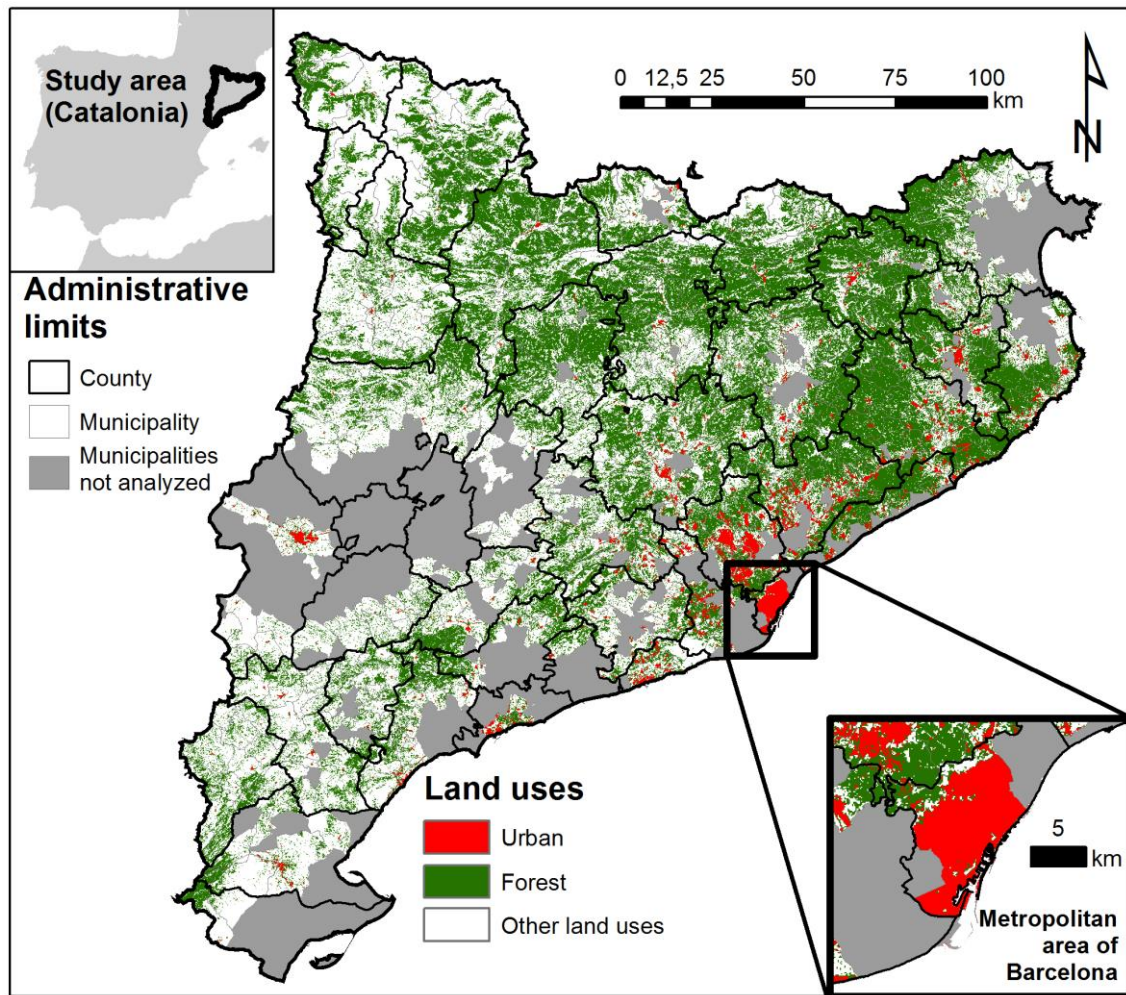 Study area
(Catalonia)
0 12,5 25 50 75 100
km
N
Administrative
limits
County
Municipality
Municipalities
not analyzed
Land uses
Urban
Forest
Other land uses
5
km
Metropolitan
area of
Barcelona